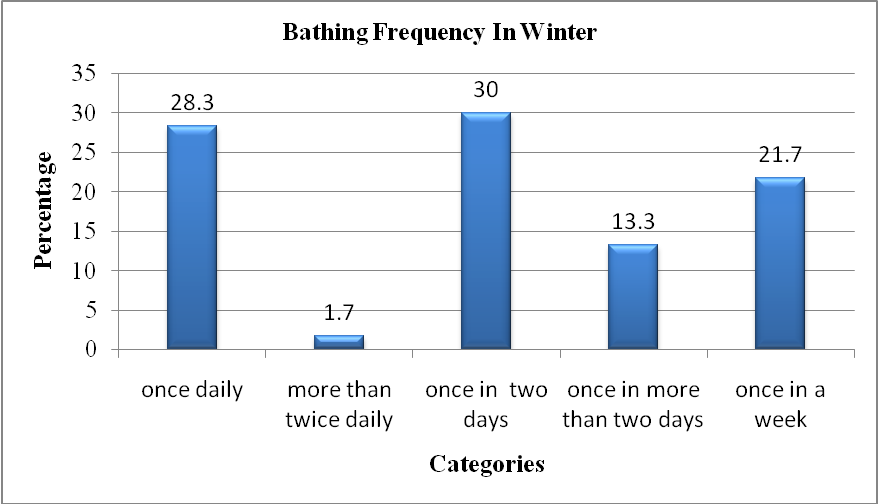 Bathing Frequency In Winter
Percentage
35
30
25
20
15
10
5
0
28.3
1.7
30
13.3
21.7
once daily
more than
twice daily
once in two
days
once in more
than two days
once in a
week
Categories